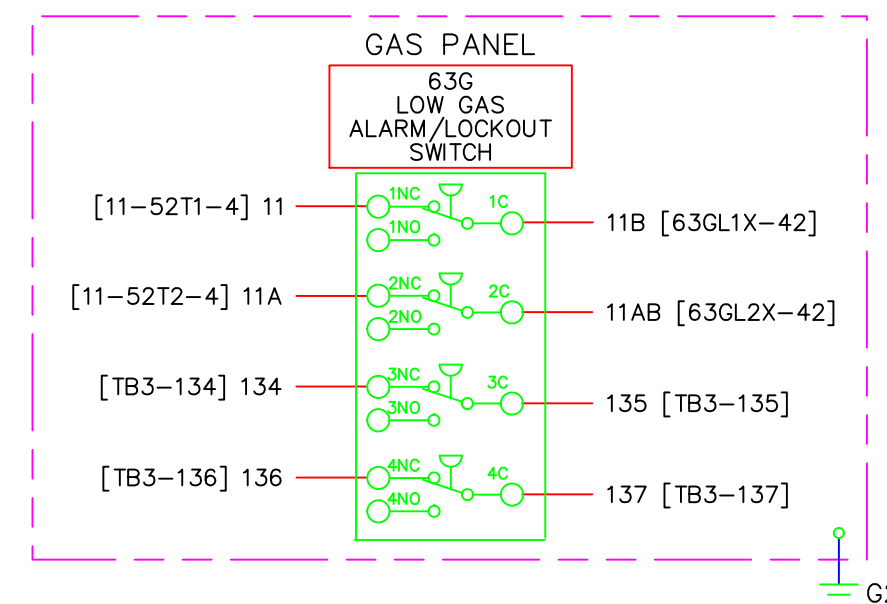 GAS PANEL
63G
LOW GAS
ALARM/LOCKOUT
SWITCH
[11-52T1-4] 11 1NC 1C 11B [63GL1X-42]
1NO
[11-52T2-4] 11A 2NC 2C 11AB [63GL2X-42]
2NO
[TB3-134] 134 3NC 3C 135 [TB3-135]
3NO
[TB3-136] 136 4NC 4C 137 [TB3-137]
4NO